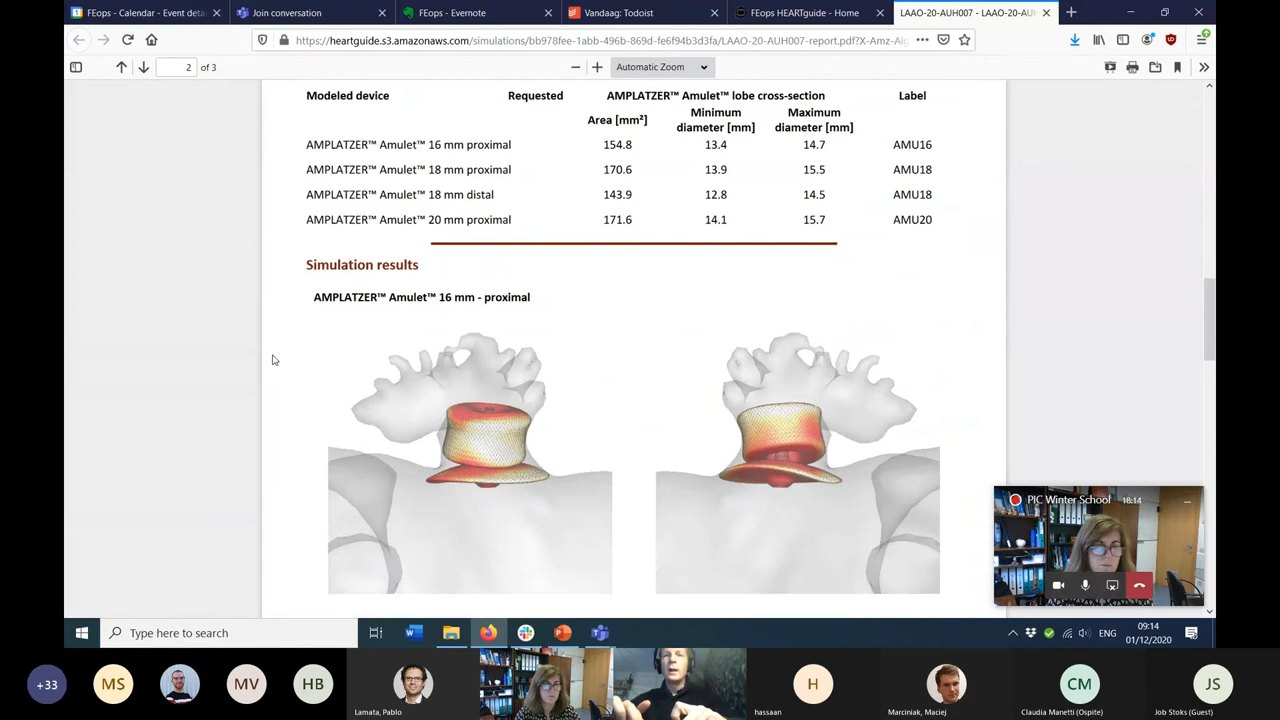 FEops - Calendar - Event deta
Join conversation
FEops - Evernote
Vandaag: Todoist
FEops HEARTguide - Home
LAAO-20-AUH007 - LAAO-20-AU
https://heartguide.s3.amazonaws.com/simulations/bb978fee-1abb-496b-869d-fe6f94b3d3fa/LAAO-20-AUH007-report.pdf?X-Amz-Alg
2 of 3
Automatic Zoom
Modeled device Requested AMPLATZER™ Amulet™ lobe cross-section Label
Area [mm²] Minimum diameter [mm] Maximum diameter [mm]
AMPLATZER™ Amulet™ 16 mm proximal 154.8 13.4 14.7 AMU16
AMPLATZER™ Amulet™ 18 mm proximal 170.6 13.9 15.5 AMU18
AMPLATZER™ Amulet™ 18 mm distal 143.9 12.8 14.5 AMU18
AMPLATZER™ Amulet™ 20 mm proximal 171.6 14.1 15.7 AMU20
Simulation results
AMPLATZER™ Amulet™ 16 mm - proximal
PIC Winter School 18:14
Type here to search
ENG
09:14
01/12/2020
+33
MS
MV
HB
Lamata, Pablo
H
hassaan
Marciniak, Maciej
CM
Claudia Manetti (Ospite)
JS
Job Stoks (Guest)